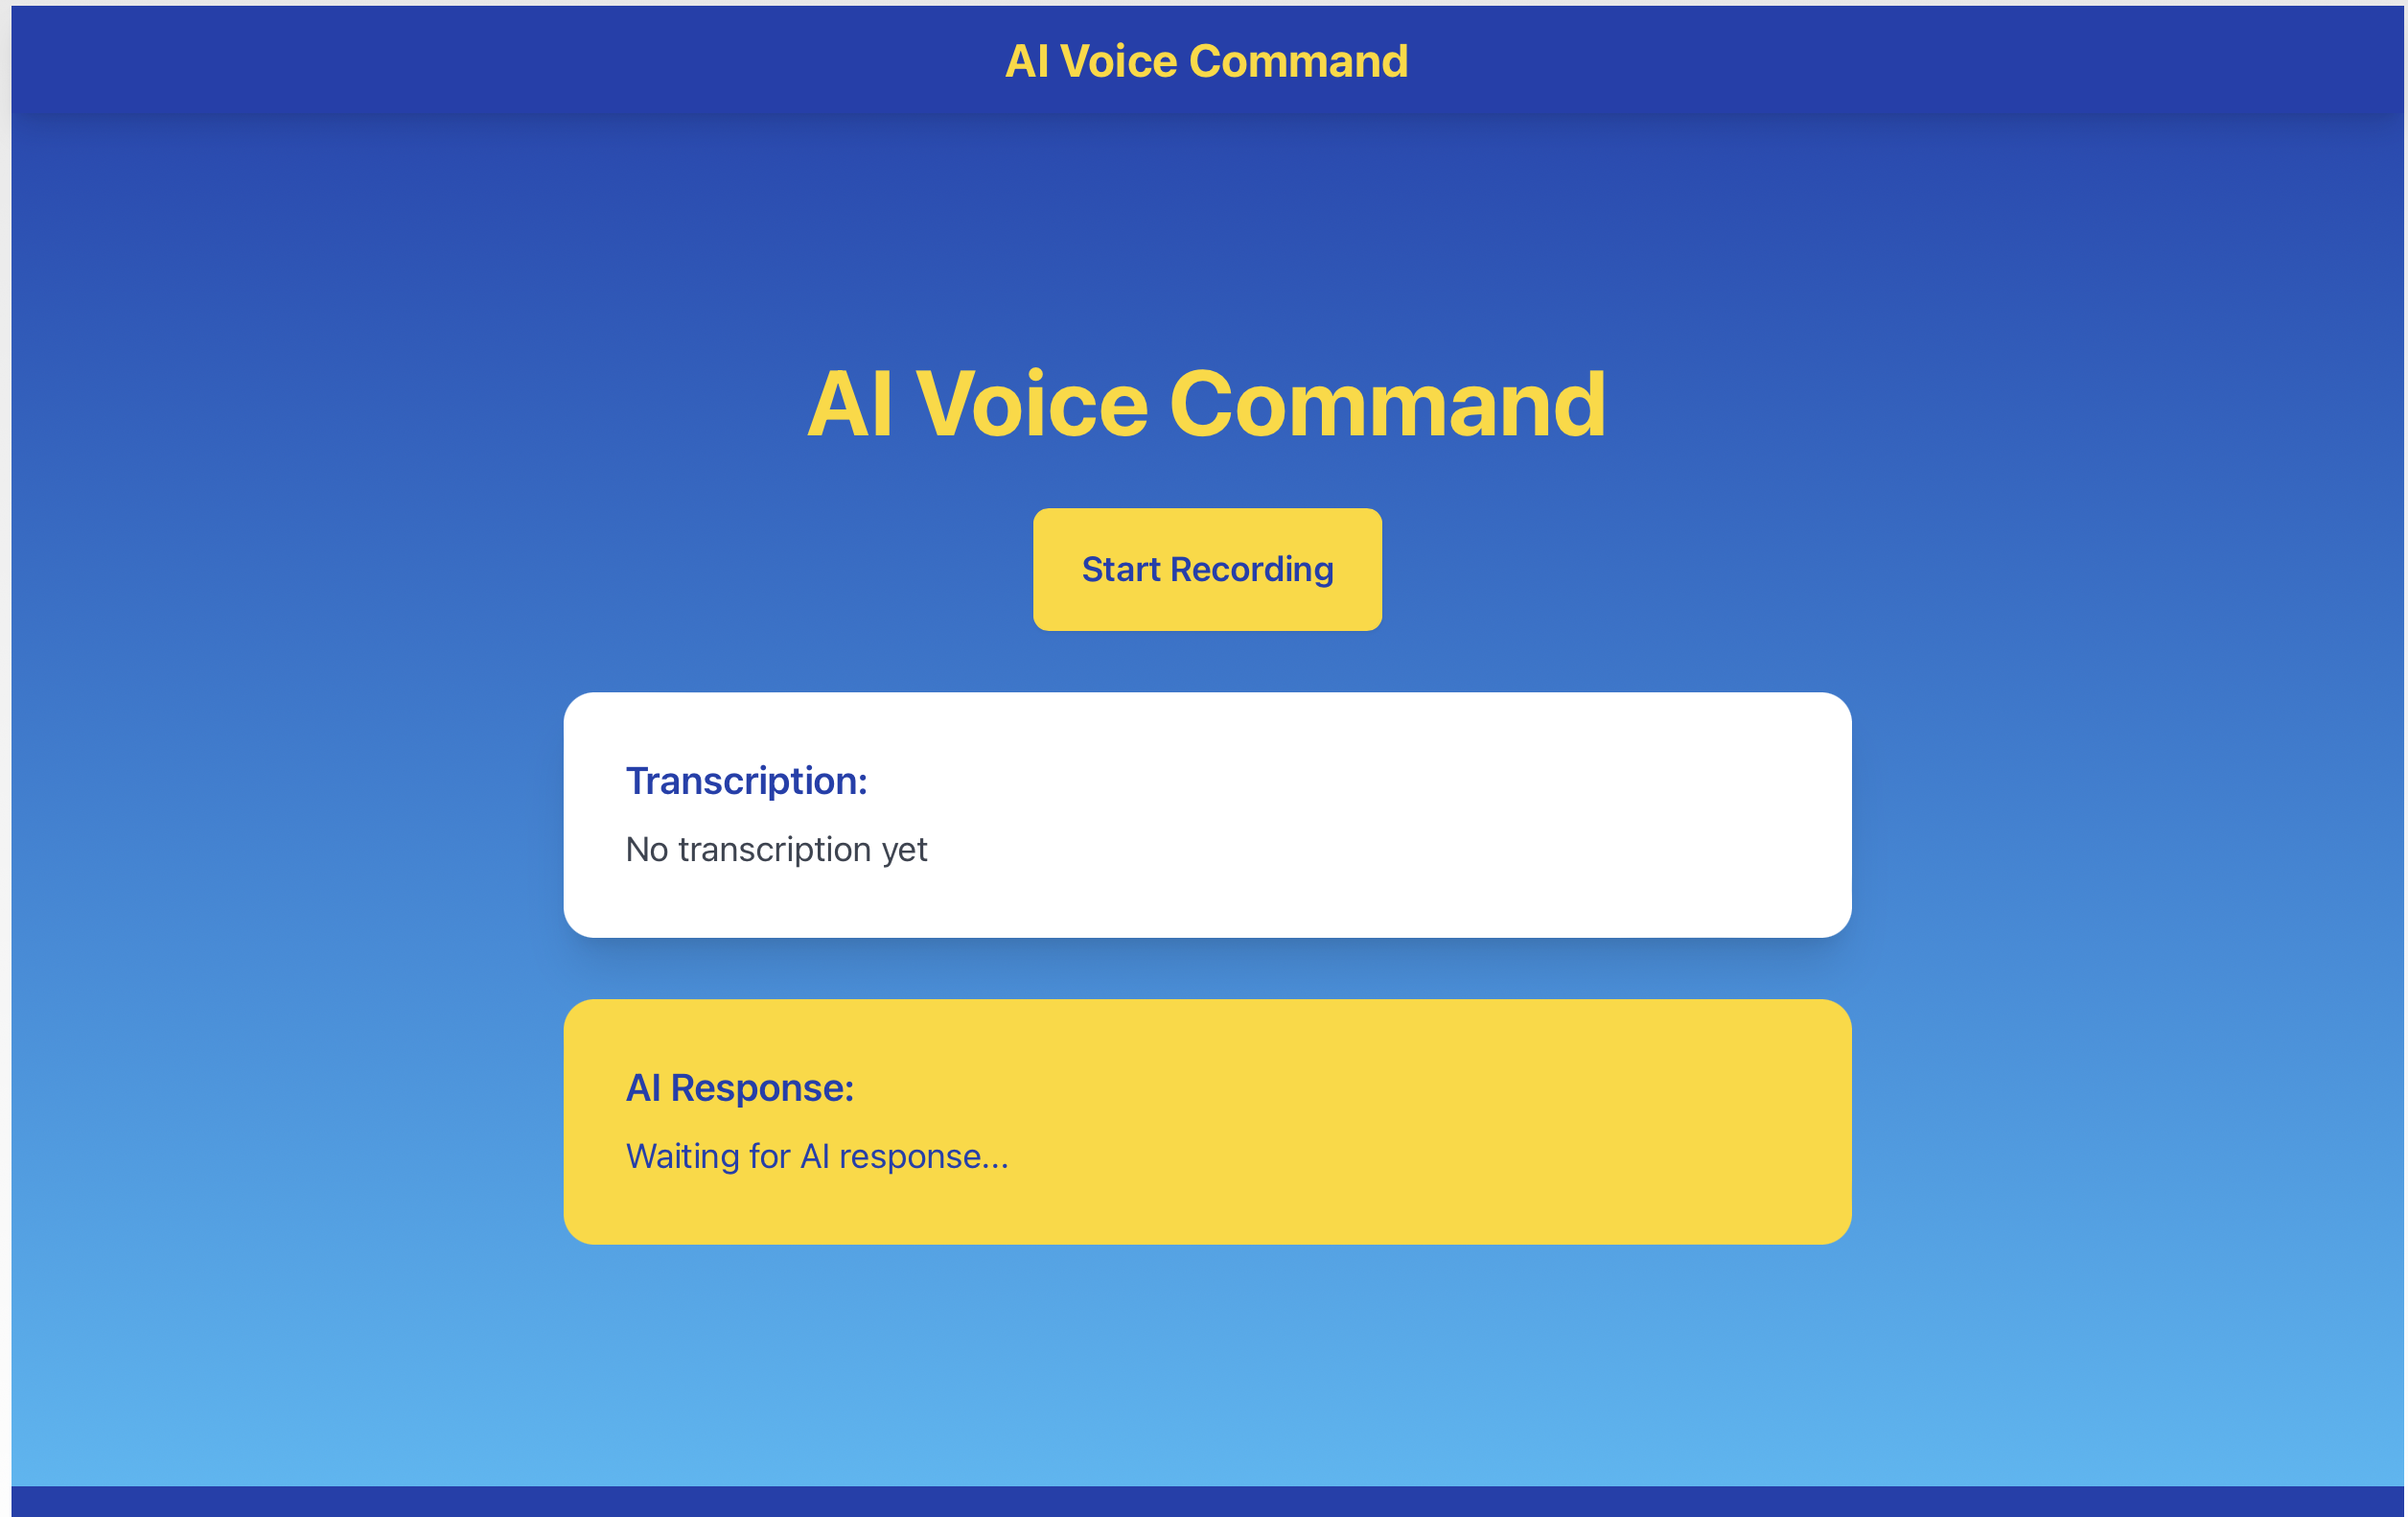 AI Voice Command
AI Voice Command
Start Recording
Transcription:
No transcription yet
AI Response:
Waiting for AI response...